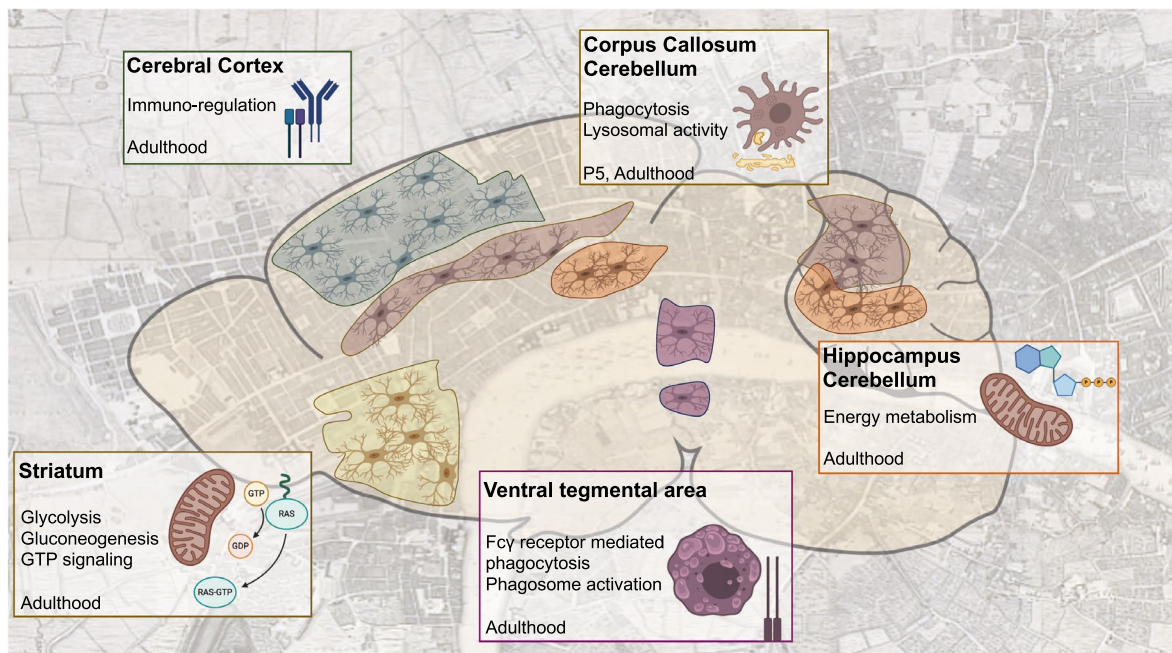 Cerebral Cortex
Immuno-regulation
Adulthood
Corpus Callosum
Cerebellum
Phagocytosis
Lysosomal activity
P5, Adulthood
Hippocampus
Cerebellum
Energy metabolism
Adulthood
P P P
Striatum
Glycolysis
Gluconeogenesis
GTP signaling
Adulthood
GTP
RAS
GDP
RAS-GTP
Ventral tegmental area
Fcγ receptor mediated
phagocytosis
Phagosome activation
Adulthood